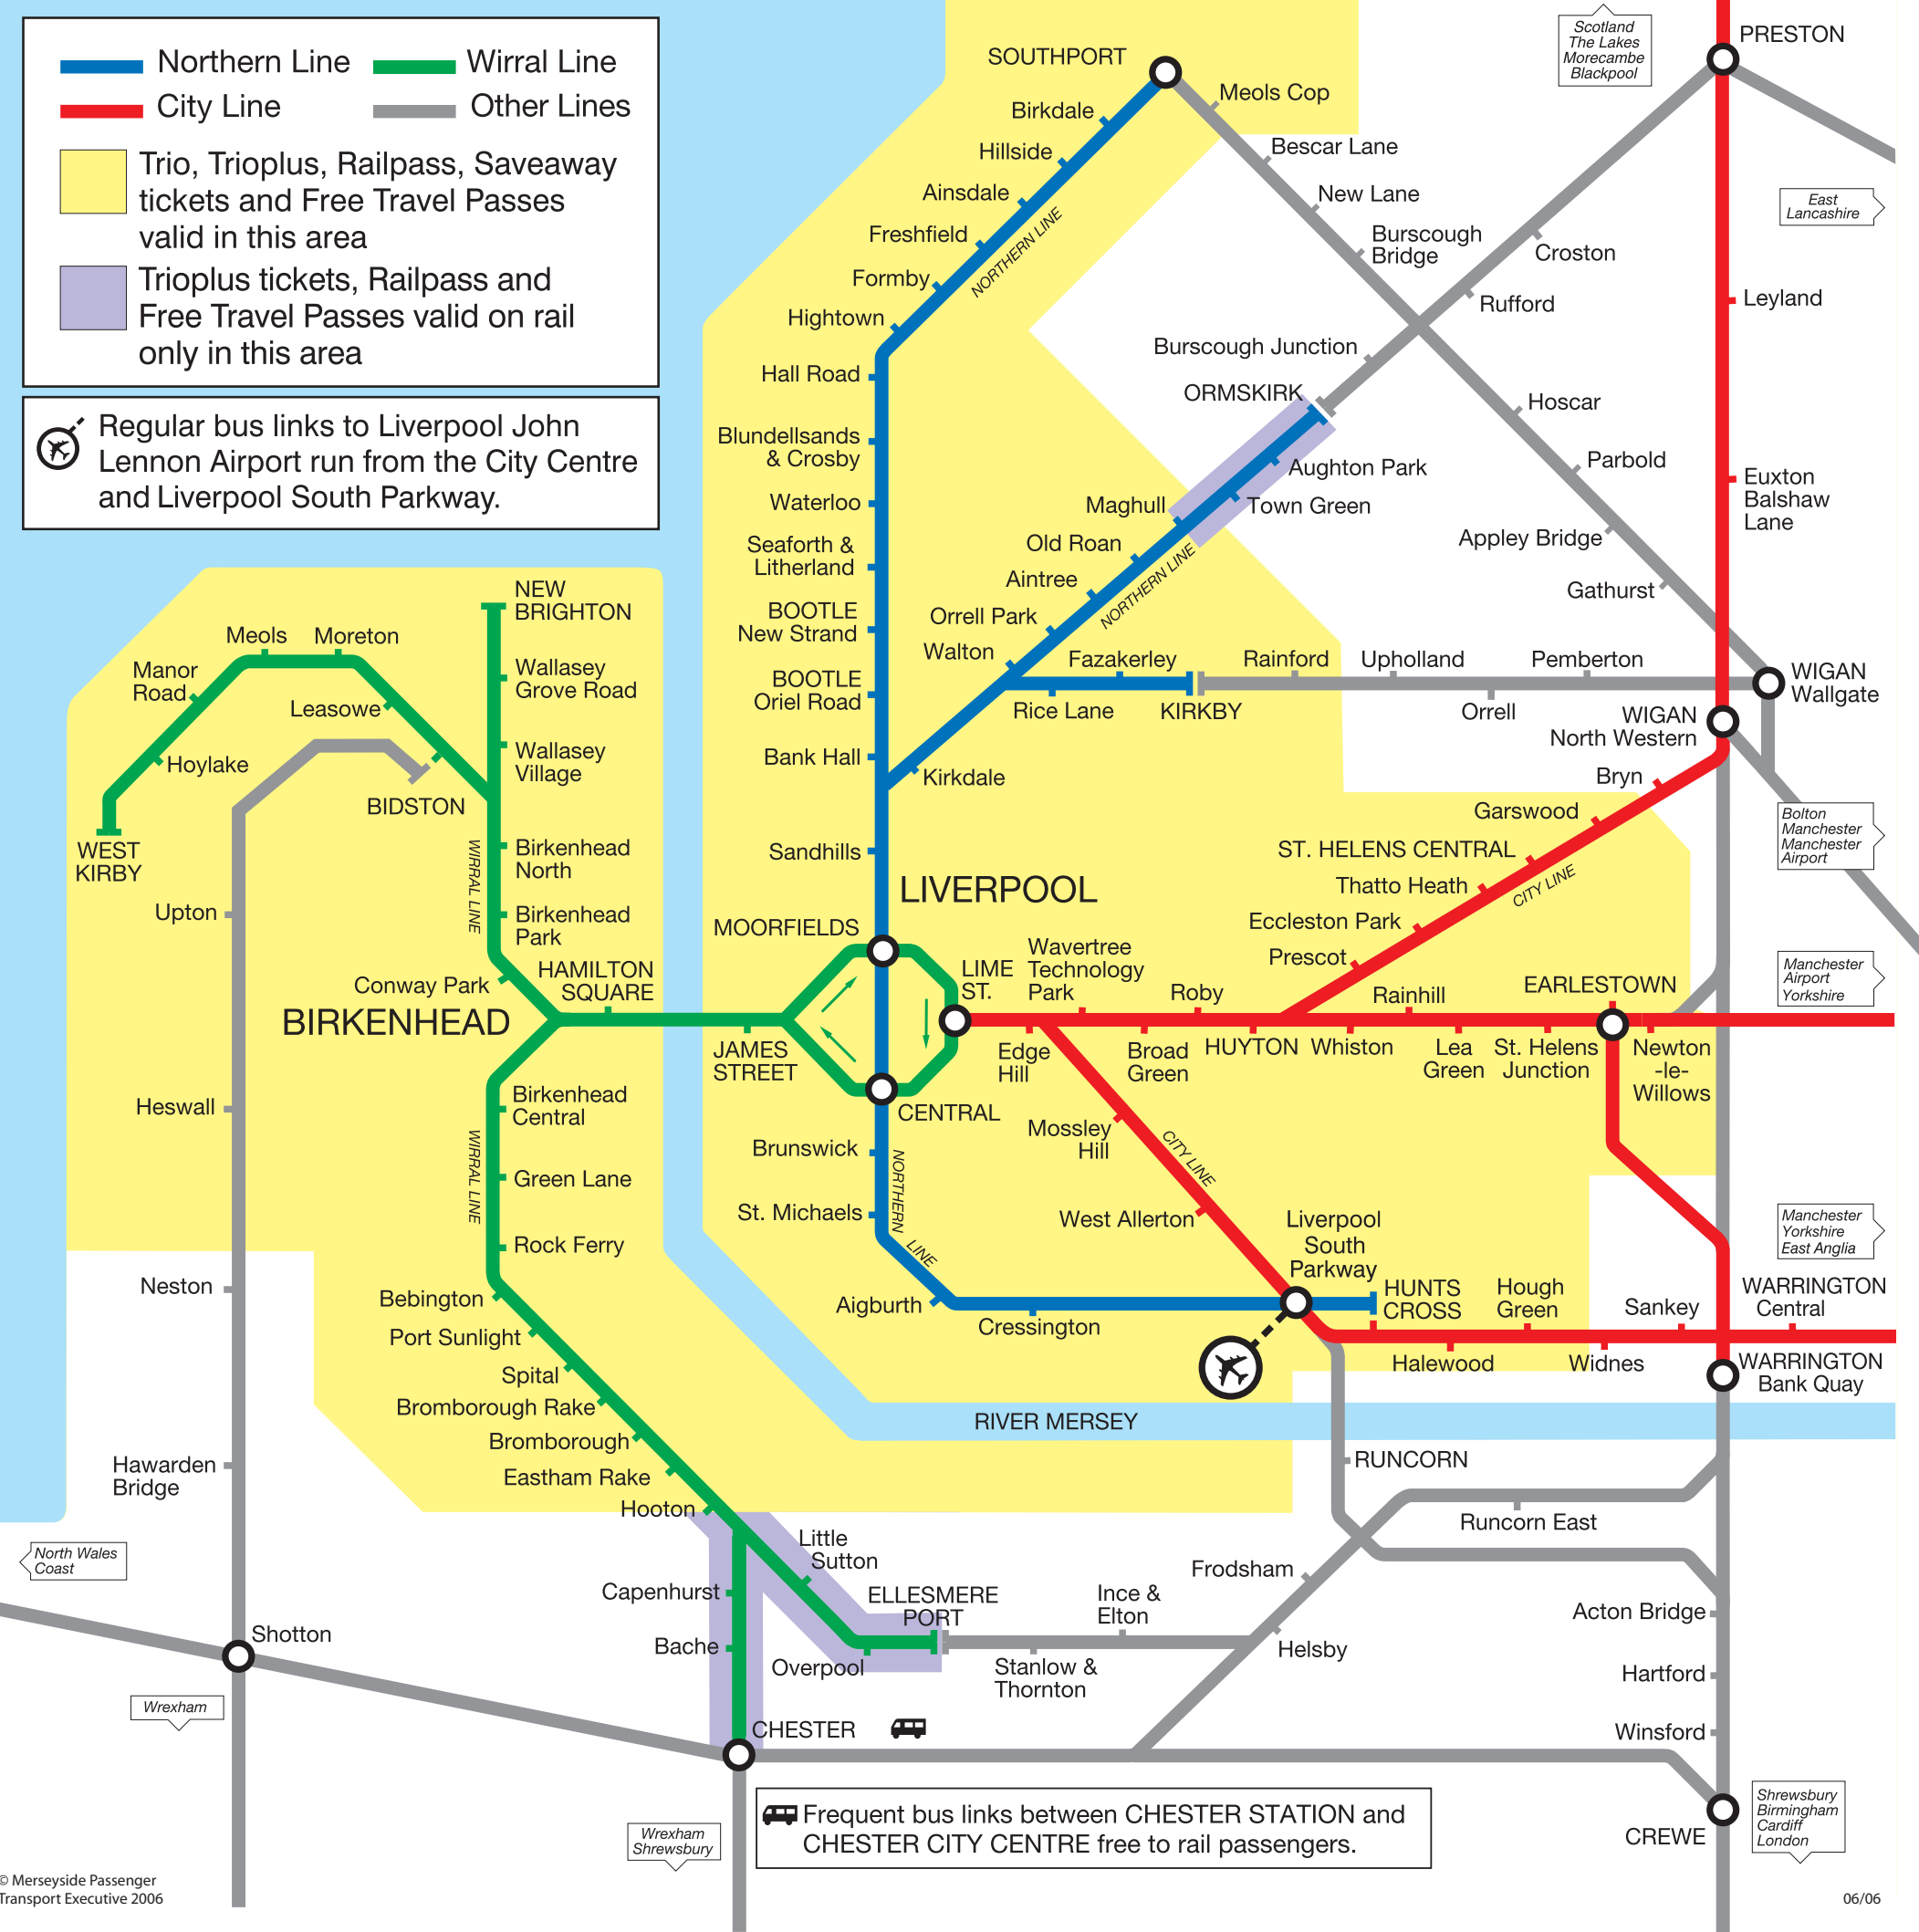 Northern Line
Wirral Line
City Line
Other Lines
Trio, Trioplus, Railpass, Saveaway
tickets and Free Travel Passes
valid in this area
Trioplus tickets, Railpass and
Free Travel Passes valid on rail
only in this area
Regular bus links to Liverpool John
Lennon Airport run from the City Centre
and Liverpool South Parkway.
SOUTHPORT
Birkdale
Hillside
Ainsdale
Freshfield
Formby
Hightown
NORTHERN LINE
Hall Road
Blundellsands
& Crosby
Waterloo
Seaforth &
Litherland
BOOTLE
New Strand
BOOTLE
Oriel Road
Bank Hall
Sandhills
Meols Cop
Bescar Lane
New Lane
Burscough
Bridge
Hoscar
Parbold
Appley Bridge
Gathurst
Scotland
The Lakes
Morecambe
Blackpool
PRESTON
East
Lancashire
Croston
Rufford
Burscough Junction
ORMSKIRK
Aughton Park
Town Green
Maghull
Old Roan
Aintree
Orrell Park
Walton
NORTHERN LINE
Kirkdale
Leyland
Euxton
Balshaw
Lane
Fazakerley
Rice Lane
KIRKBY
Rainford
Upholland
Orrell
Pemberton
WIGAN
Wallgate
WIGAN
North Western
Bryn
Garswood
ST. HELENS CENTRAL
Thatto Heath
Eccleston Park
Prescot
CITY LINE
Bolton
Manchester
Manchester
Airport
Manchester
Airport
Yorkshire
NEW
BRIGHTON
Wallasey
Grove Road
Wallasey
Village
Meols
Moreton
Manor
Road
Leasowe
Hoylake
BIDSTON
WEST
KIRBY
WIRRAL LINE
Birkenhead
North
Birkenhead
Park
Conway Park
HAMILTON
SQUARE
BIRKENHEAD
JAMES
STREET
LIVERPOOL
MOORFIELDS
LIME
ST.
CENTRAL
Wavertree
Technology
Park
Edge
Hill
Broad
Green
Roby
HUYTON
Whiston
Rainhill
Lea
Green
St. Helens
Junction
EARLESTOWN
Newton
-le-
Willows
Upton
Heswall
Neston
Hawarden
Bridge
Shotton
Birkenhead
Central
Green Lane
Rock Ferry
WIRRAL LINE
Bebington
Port Sunlight
Spital
Bromborough Rake
Bromborough
Eastham Rake
Hooton
Brunswick
St. Michaels
NORTHERN
LINE
Aigburth
Cressington
Mossley
Hill
CITY LINE
West Allerton
Liverpool
South
Parkway
HUNTS
CROSS
Halewood
Hough
Green
Widnes
Sankey
WARRINGTON
Central
WARRINGTON
Bank Quay
Manchester
Yorkshire
East Anglia
RIVER MERSEY
RUNCORN
Runcorn East
Little
Sutton
Capenhurst
Bache
Overpool
ELLESMERE
PORT
Stanlow &
Thornton
Ince &
Elton
Frodsham
Helsby
Acton Bridge
Hartford
Winsford
CREWE
Shrewsbury
Birmingham
Cardiff
London
North Wales
Coast
Wrexham
CHESTER
Frequent bus links between CHESTER STATION and
CHESTER CITY CENTRE free to rail passengers.
Wrexham
Shrewsbury
© Merseyside Passenger
Transport Executive 2006
06/06